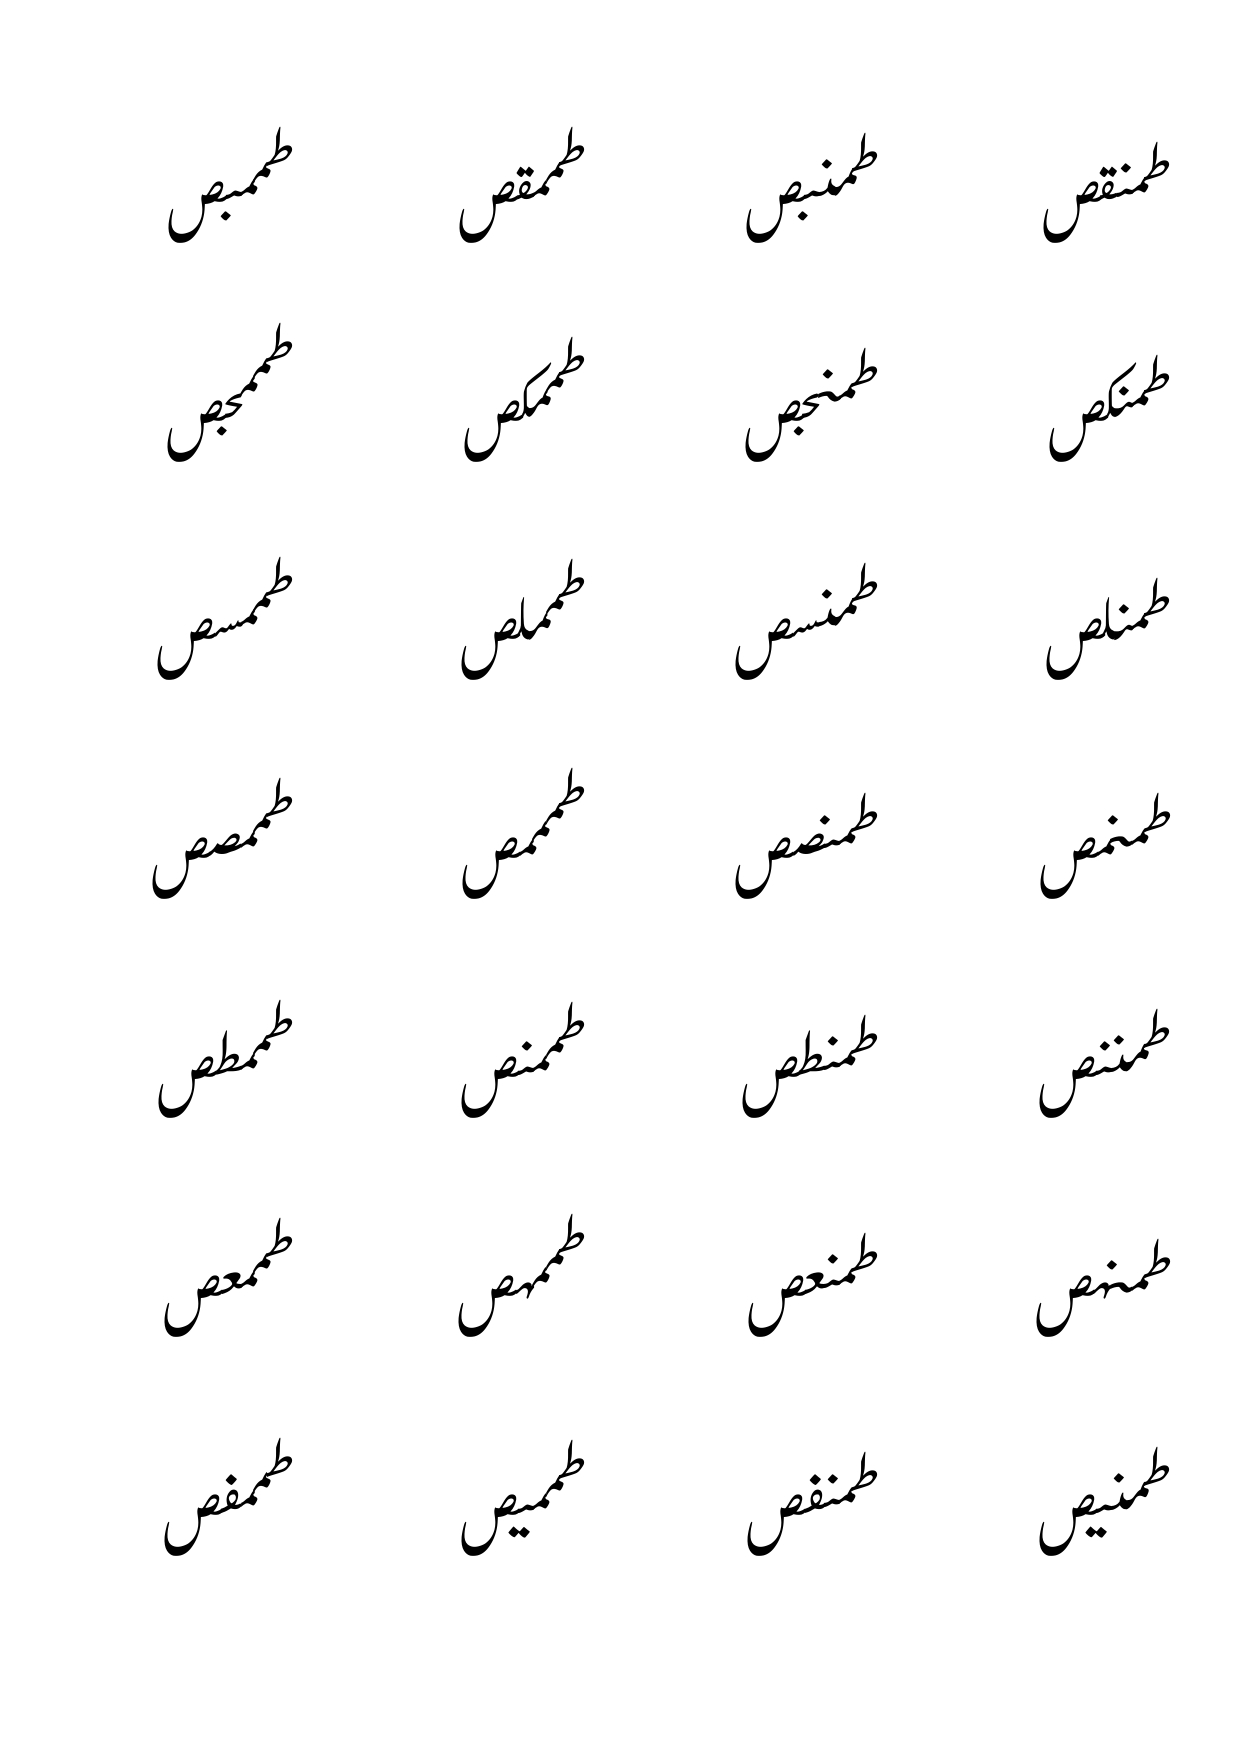 طمنقص طمنبص طممقص طممبص
طمنكص طمنجص طممكص طممجص
طمنلص طمنسص طمملص طممسص
طمنمص طمنصص طمممص طممصص
طمننص طمنطص طممنص طممطص
طمنهص طمنعص طممهص طممعص
طمنيص طمنفص طمميص طممفص